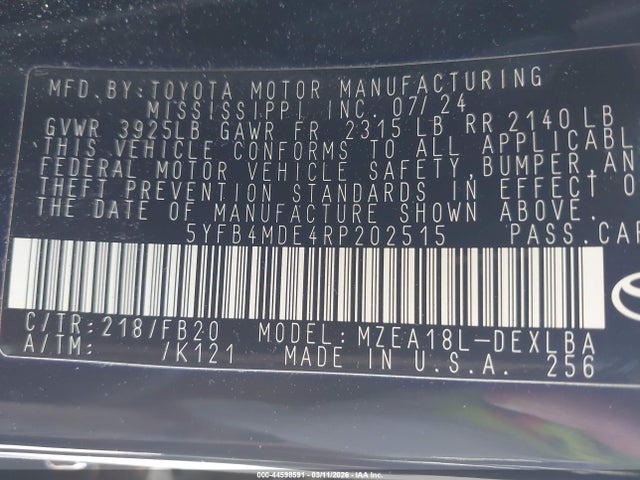 MFD. BY: TOYOTA MOTOR MANUFACTURING
MISSISSIPPI, INC. 07/24
GVWR 3925LB GAWR FR 2315 LB RR 2140 LB
THIS VEHICLE CONFORMS TO ALL APPLICABL
FEDERAL MOTOR VEHICLE SAFETY, BUMPER, AN
THEFT PREVENTION STANDARDS IN EFFECT O
THE DATE OF MANUFACTURE SHOWN ABOVE.
5YFB4MDE4RP202515 PASS. CAR
C/TR: 218/FB20 MODEL: MZEA18L-DEXLBA
A/TM: /K121 MADE IN U.S.A. 256
000-44598591 - 03/11/2026 - IAA Inc.